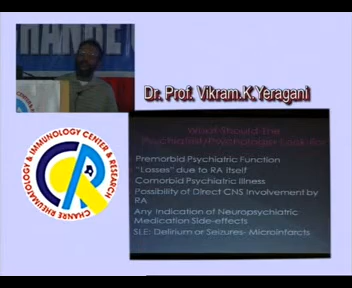 CHANRE
Dr. Prof. Vikram.K.Yeragani
CHANRE RHEUMATOLOGY & IMMUNOLOGY CENTER & RESEARCH
What Should The
Psychiatrist/Psychologist Look For
Premorbid Psychiatric Function
"Losses" due to RA Itself
Comorbid Psychiatric Illness
Possibility of Direct CNS Involvement by
RA
Any Indication of Neuropsychiatric
Medication Side-effects
SLE: Delirium or Seizures- Microinfarcts